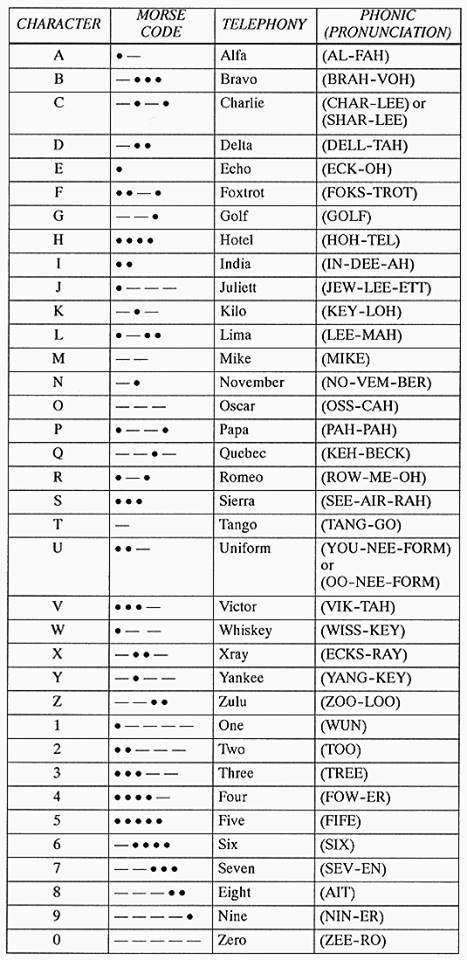 CHARACTER MORSE CODE TELEPHONY PHONIC (PRONUNCIATION)
A ●— Alfa (AL-FAH)
B —●●● Bravo (BRAH-VOH)
C —●—● Charlie (CHAR-LEE) or
(SHAR-LEE)
D —●● Delta (DELL-TAH)
E ● Echo (ECK-OH)
F ●●—● Foxtrot (FOKS-TROT)
G ——● Golf (GOLF)
H ●●●● Hotel (HOH-TEL)
I ●● India (IN-DEE-AH)
J ●——— Juliett (JEW-LEE-ETT)
K —●— Kilo (KEY-LOH)
L ●—●● Lima (LEE-MAH)
M —— Mike (MIKE)
N —● November (NO-VEM-BER)
O ——— Oscar (OSS-CAH)
P ●——● Papa (PAH-PAH)
Q ——●— Quebec (KEH-BECK)
R ●—● Romeo (ROW-ME-OH)
S ●●● Sierra (SEE-AIR-RAH)
T — Tango (TANG-GO)
U ●●— Uniform (YOU-NEE-FORM)
or
(OO-NEE-FORM)
V ●●●— Victor (VIK-TAH)
W ●—— Whiskey (WISS-KEY)
X —●●— Xray (ECKS-RAY)
Y —●—— Yankee (YANG-KEY)
Z ——●● Zulu (ZOO-LOO)
1 ●———— One (WUN)
2 ●●——— Two (TOO)
3 ●●●—— Three (TREE)
4 ●●●●— Four (FOW-ER)
5 ●●●●● Five (FIFE)
6 —●●●● Six (SIX)
7 ——●●● Seven (SEV-EN)
8 ———●● Eight (AIT)
9 ————● Nine (NIN-ER)
0 ————— Zero (ZEE-RO)